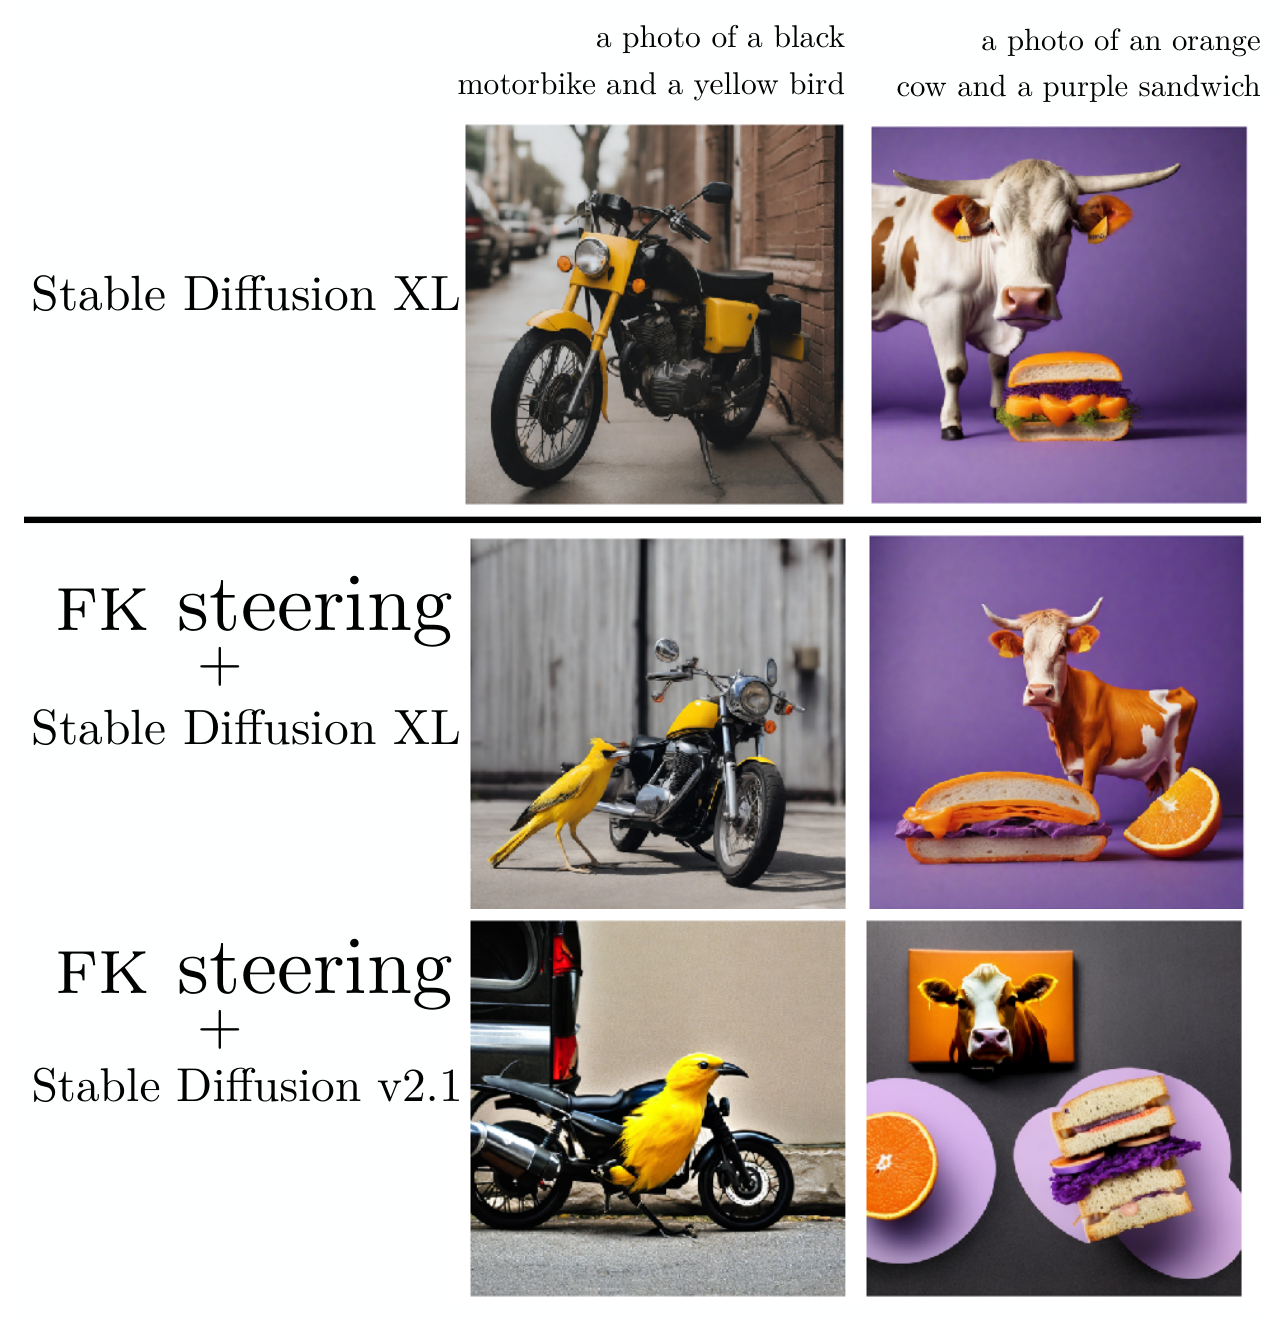 a photo of a black
motorbike and a yellow bird
a photo of an orange
cow and a purple sandwich
Stable Diffusion XL
FK steering
+
Stable Diffusion XL
FK steering
+
Stable Diffusion v2.1